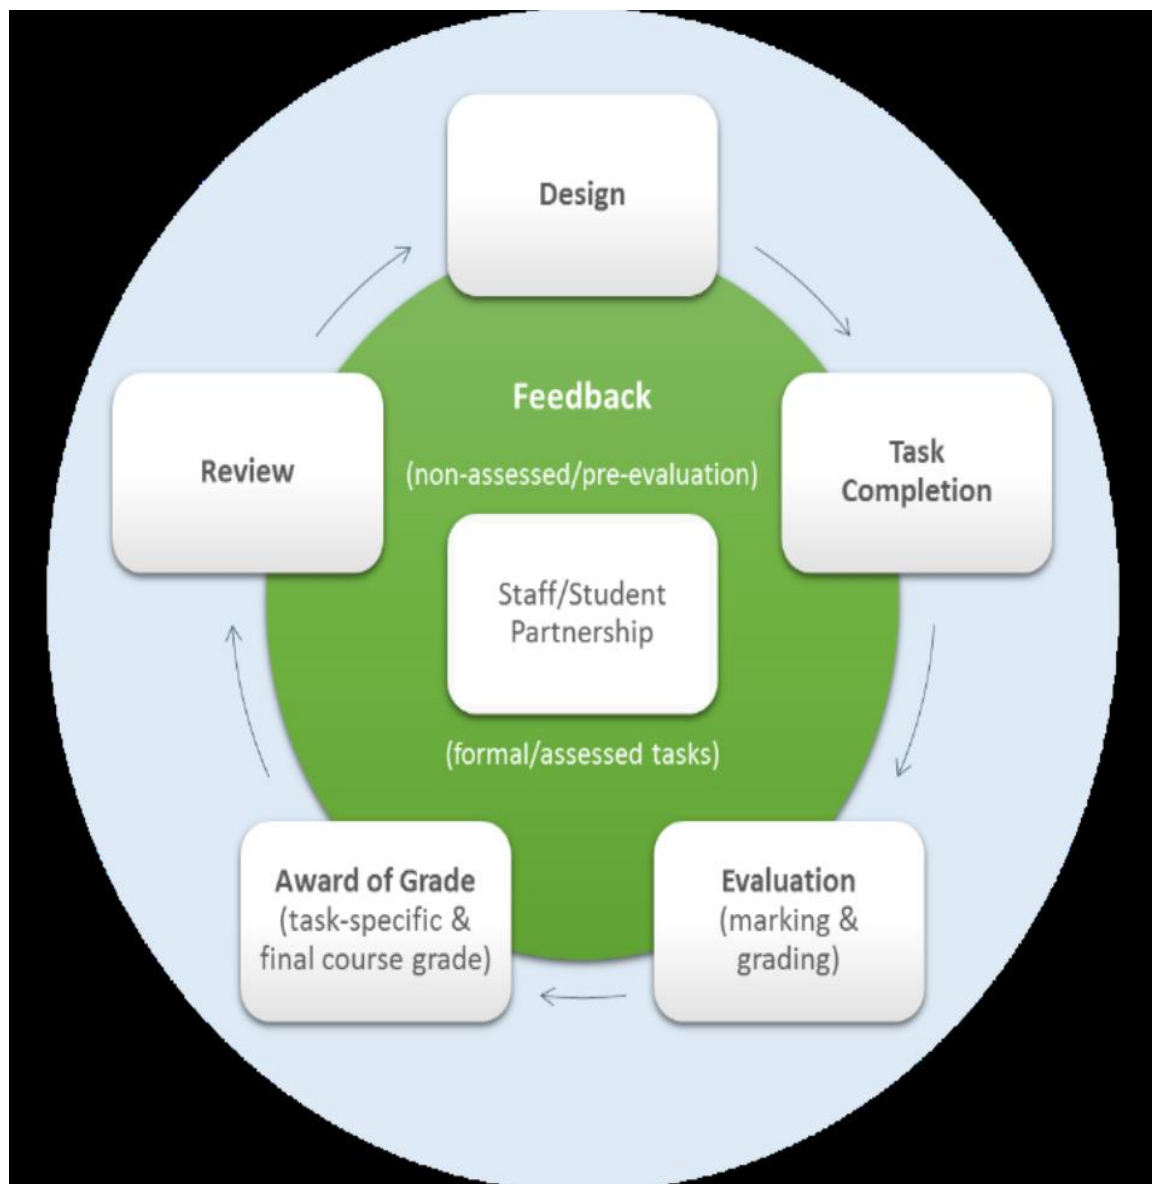 Design
Feedback
(non-assessed/pre-evaluation)
Review
Task
Completion
Staff/Student
Partnership
(formal/assessed tasks)
Award of Grade
(task-specific &
final course grade)
Evaluation
(marking &
grading)